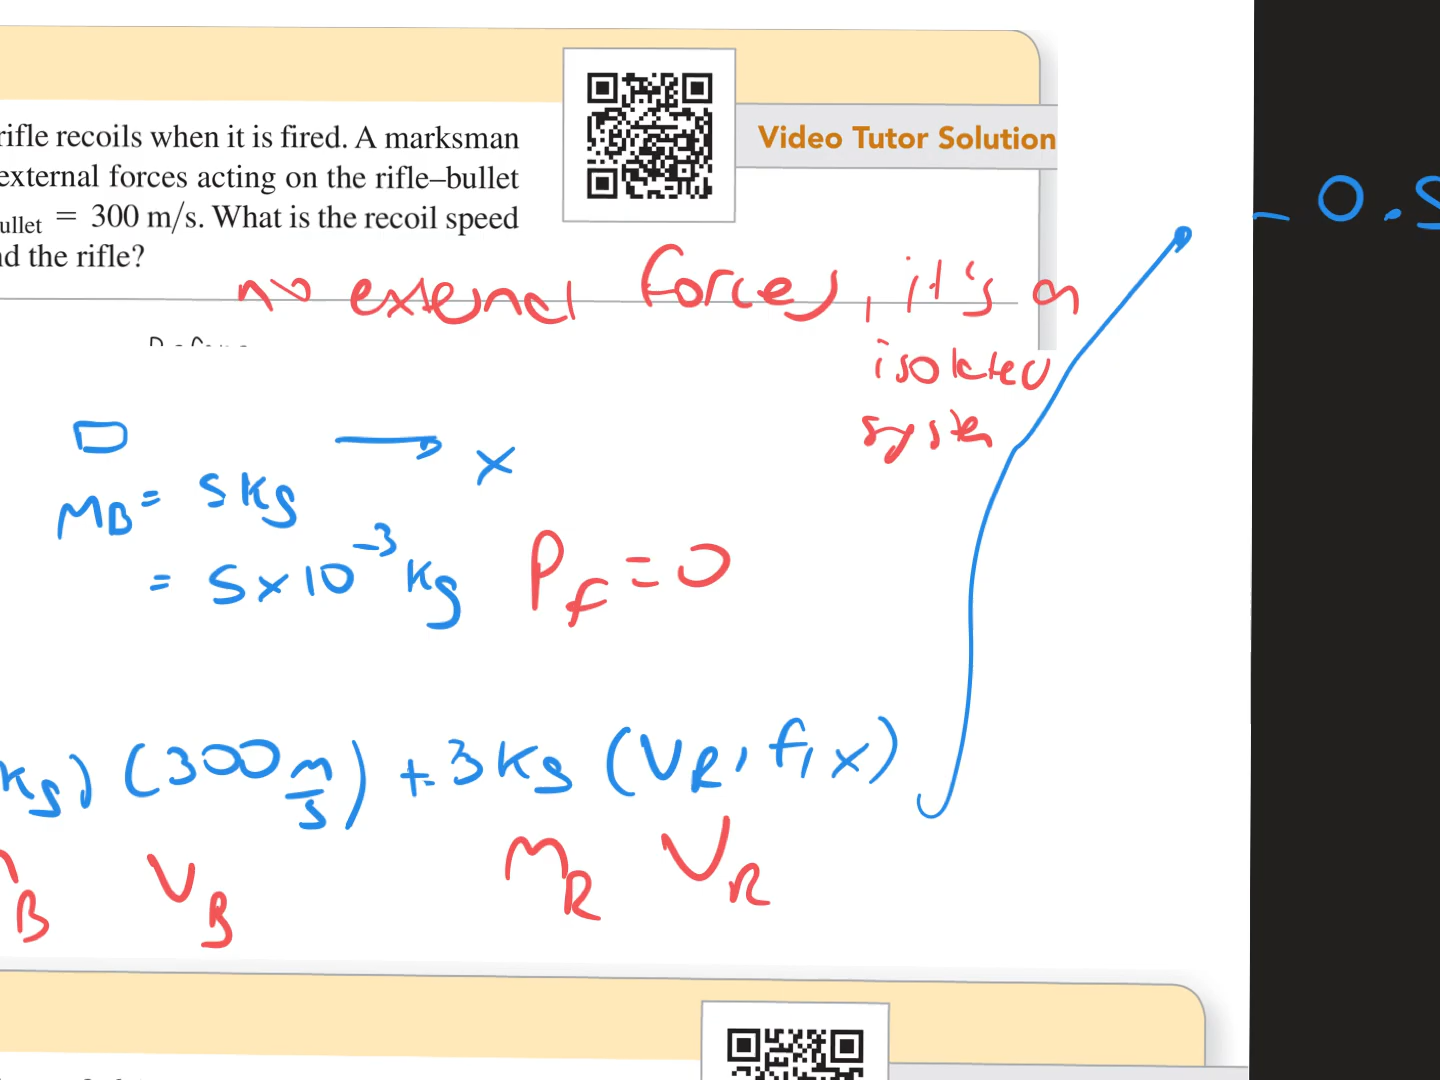 rifle recoils when it is fired. A marksman
external forces acting on the rifle–bullet
ullet = 300 m/s. What is the recoil speed
nd the rifle?
Video Tutor Solution
no external forces, it's a
isolated
system
x
MB = 5 Kg
= 5 x 10^-3 Kg
Pf = 0
Kg) (300 m/s) + 3 Kg (VR, f, x)
B VB MR VR
- 0.5